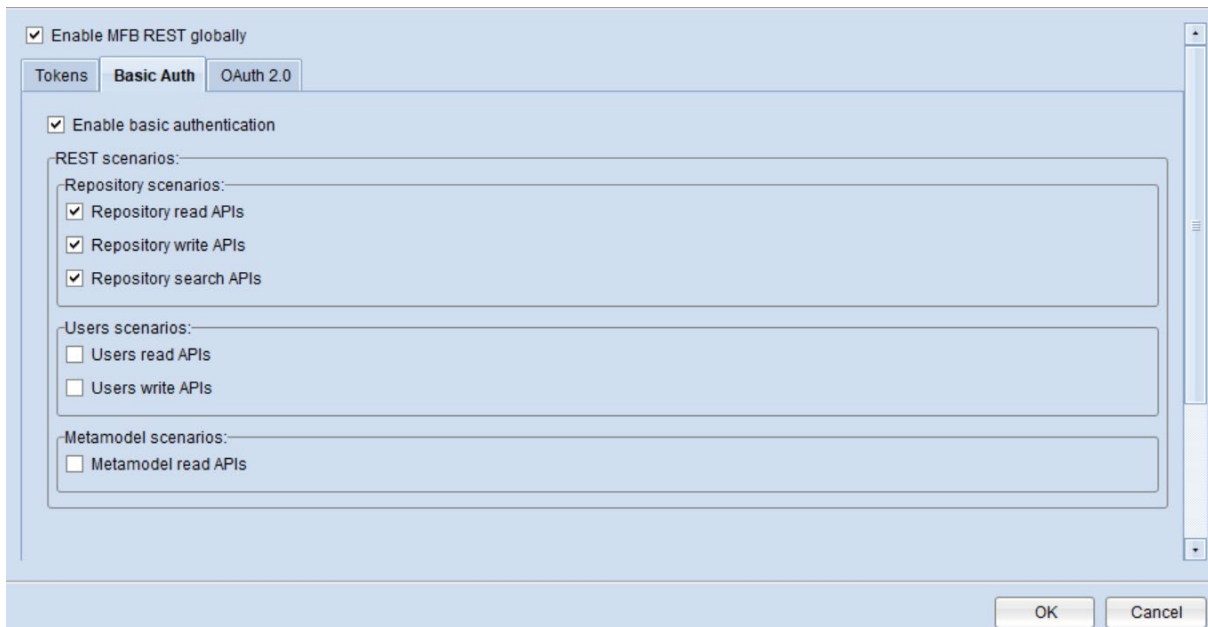 Enable MFB REST globally
Tokens Basic Auth OAuth 2.0
Enable basic authentication
REST scenarios:
Repository scenarios:
Repository read APIs
Repository write APIs
Repository search APIs
Users scenarios:
Users read APIs
Users write APIs
Metamodel scenarios:
Metamodel read APIs
OK Cancel